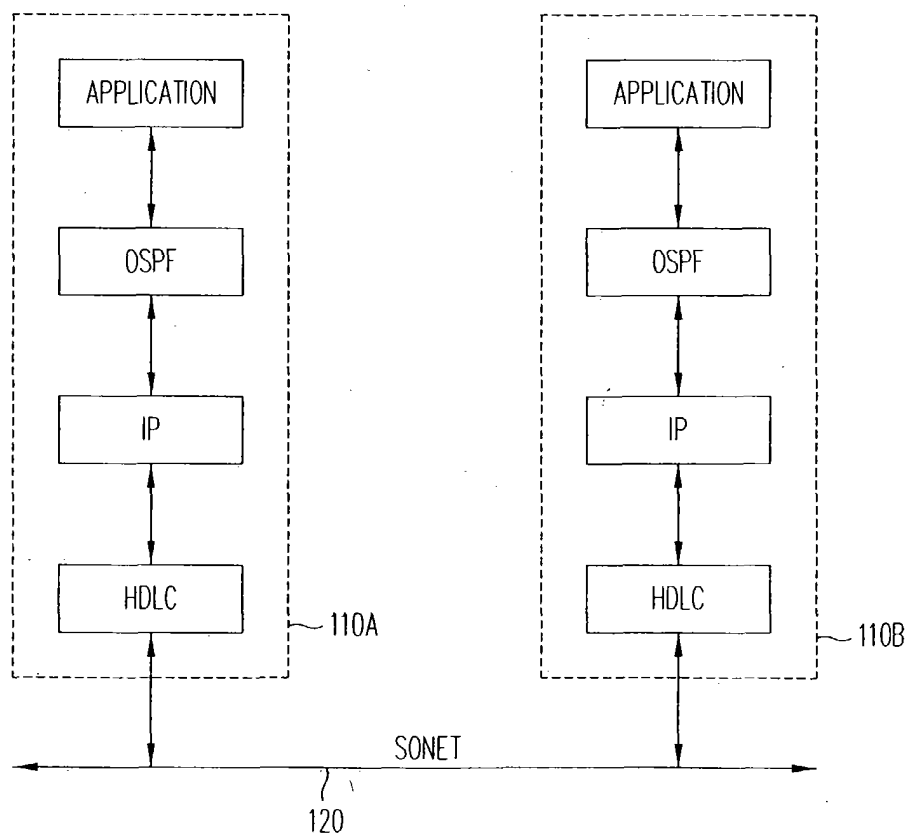 APPLICATION
APPLICATION
OSPF
OSPF
IP
IP
HDLC
HDLC
110A
110B
SONET
120